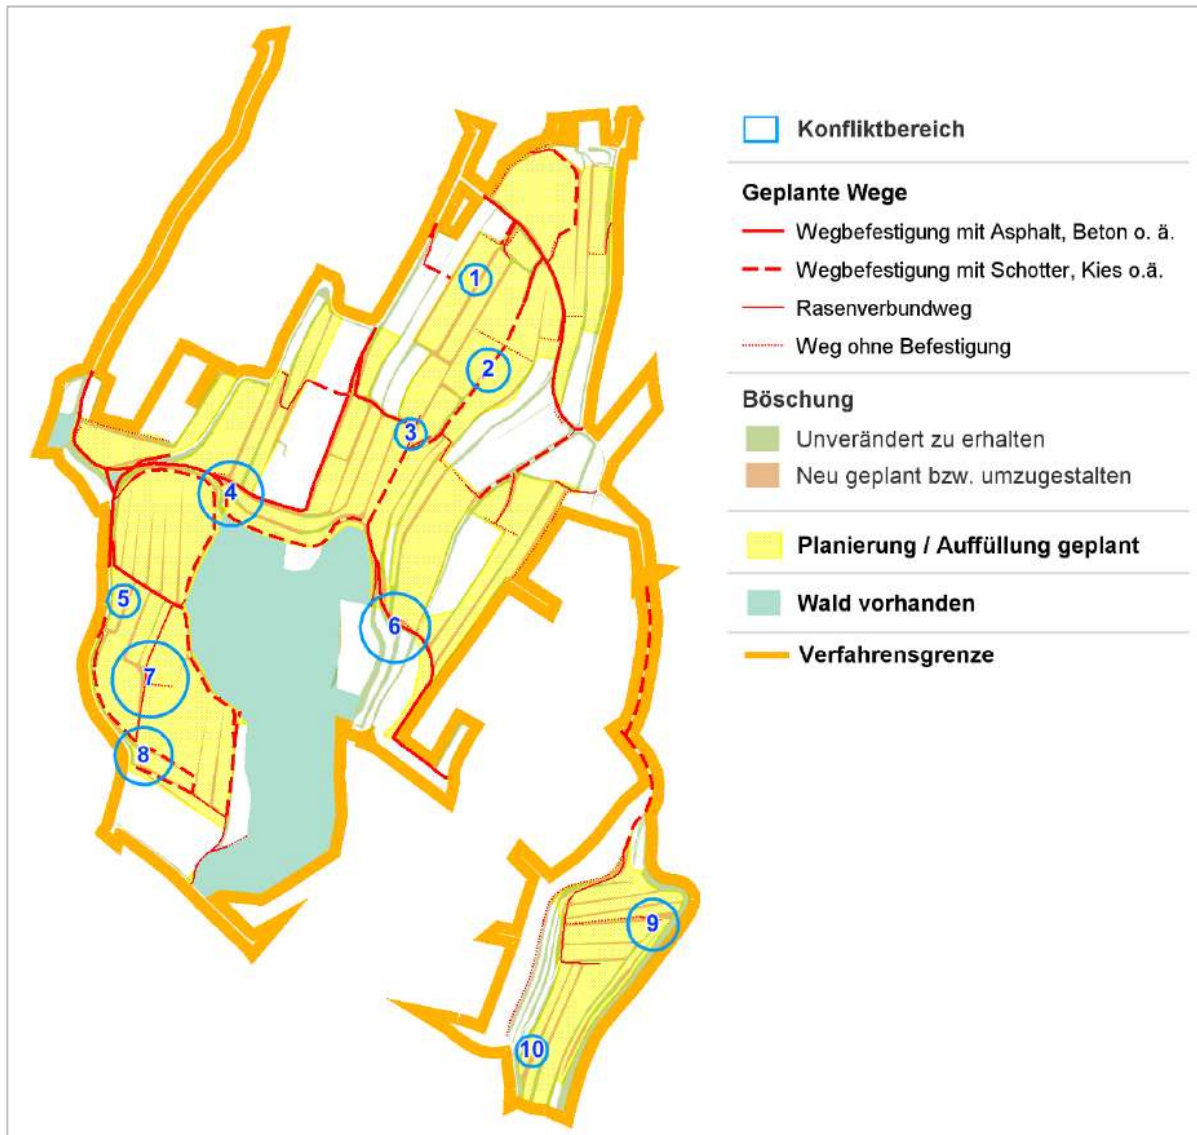 Konfliktbereich
Geplante Wege
Wegbefestigung mit Asphalt, Beton o. ä.
Wegbefestigung mit Schotter, Kies o.ä.
Rasenverbundweg
Weg ohne Befestigung
Böschung
Unverändert zu erhalten
Neu geplant bzw. umzugestalten
Planierung / Auffüllung geplant
Wald vorhanden
Verfahrensgrenze
1
2
3
4
5
6
7
8
9
10